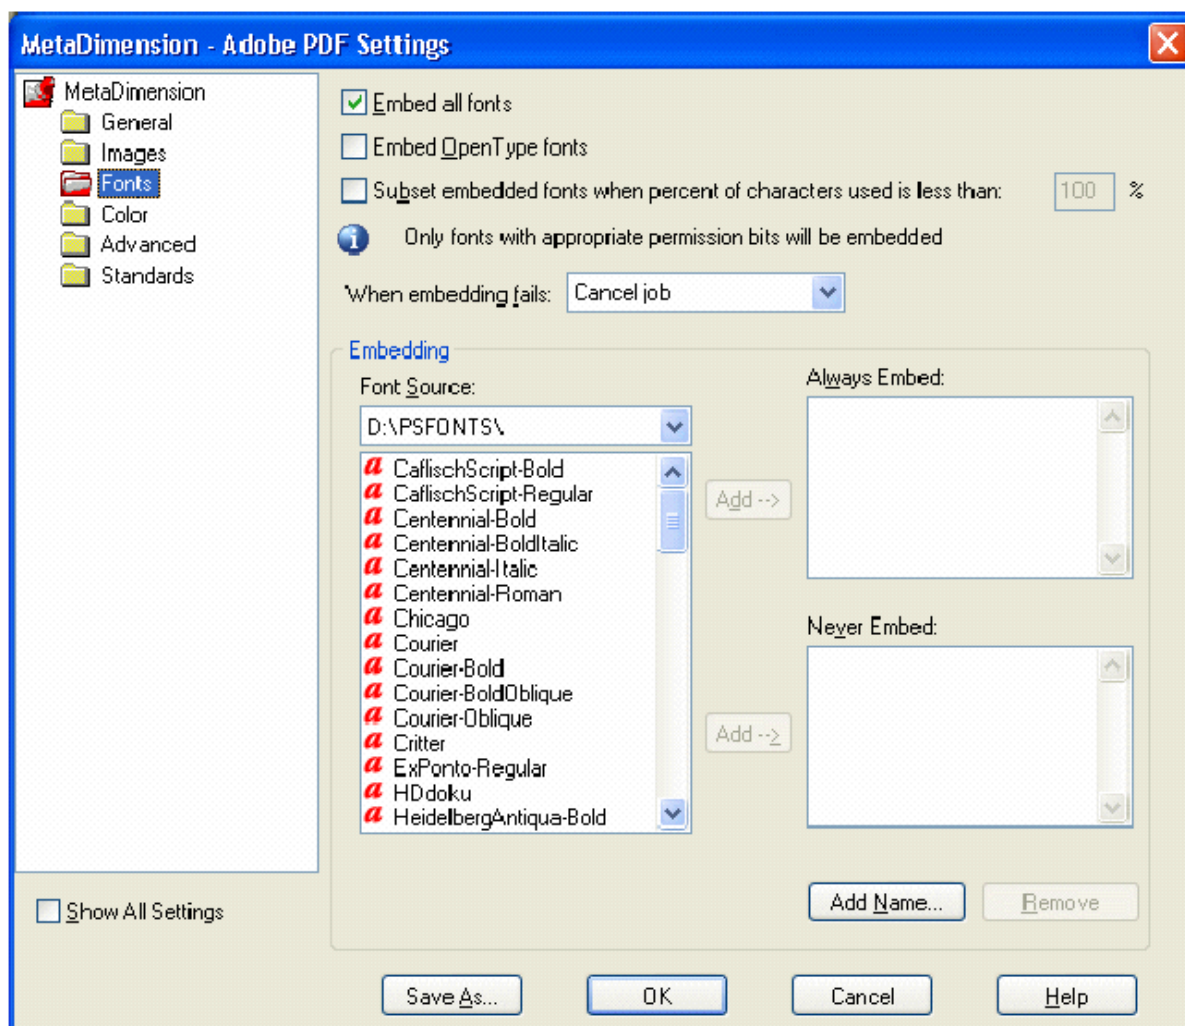 MetaDimension - Adobe PDF Settings
MetaDimension
General
Images
Fonts
Color
Advanced
Standards
Show All Settings
Embed all fonts
Embed OpenType fonts
Subset embedded fonts when percent of characters used is less than: 100 %
Only fonts with appropriate permission bits will be embedded
When embedding fails: Cancel job
Embedding
Font Source:
D:\PSFONTS\
CaflischScript-Bold
CaflischScript-Regular
Centennial-Bold
Centennial-BoldItalic
Centennial-Italic
Centennial-Roman
Chicago
Courier
Courier-Bold
Courier-BoldOblique
Courier-Oblique
Critter
ExPonto-Regular
HDdoku
HeidelbergAntiqua-Bold
Add -->
Add -->
Always Embed:
Never Embed:
Add Name...
Remove
Save As...
OK
Cancel
Help